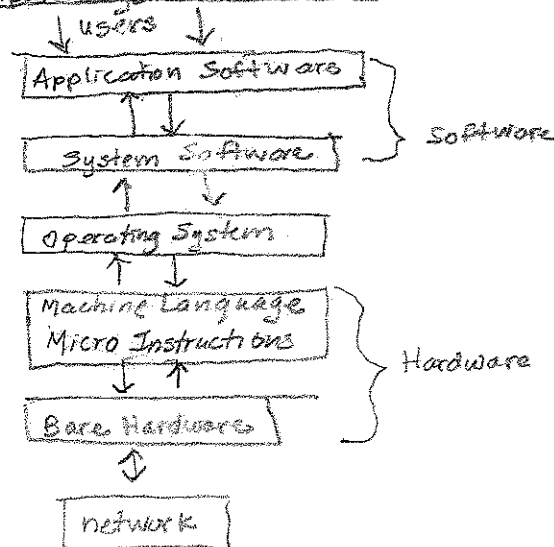 users
Application Software
Software
System Software
Operating System
Machine Language
Micro Instructions
Hardware
Bare Hardware
network